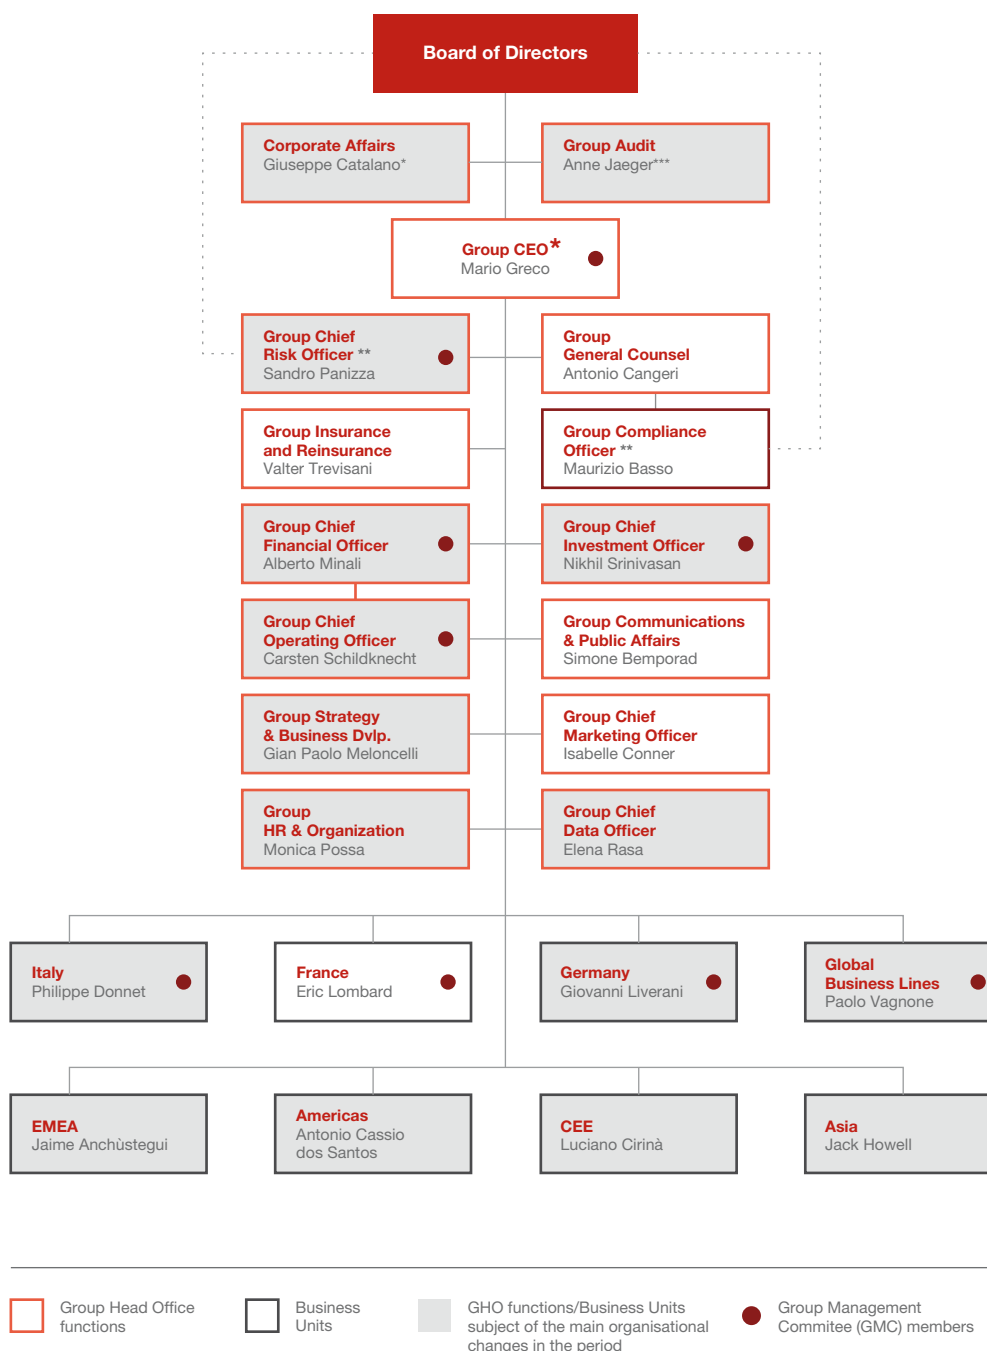 Board of Directors
Corporate Affairs
Giuseppe Catalano*
Group Audit
Anne Jaeger***
Group CEO*
Mario Greco
Group Chief
Risk Officer **
Sandro Panizza
Group
General Counsel
Antonio Cangeri
Group Insurance
and Reinsurance
Valter Trevisani
Group Compliance
Officer **
Maurizio Basso
Group Chief
Financial Officer
Alberto Minali
Group Chief
Investment Officer
Nikhil Srinivasan
Group Chief
Operating Officer
Carsten Schildknecht
Group Communications
& Public Affairs
Simone Bemporad
Group Strategy
& Business Dvlp.
Gian Paolo Meloncelli
Group Chief
Marketing Officer
Isabelle Conner
Group
HR & Organization
Monica Possa
Group Chief
Data Officer
Elena Rasa
Italy
Philippe Donnet
France
Eric Lombard
Germany
Giovanni Liverani
Global
Business Lines
Paolo Vagnone
EMEA
Jaime Anchùstegui
Americas
Antonio Cassio
dos Santos
CEE
Luciano Cirinà
Asia
Jack Howell
Group Head Office
functions
Business
Units
GHO functions/Business Units
subject of the main organisational
changes in the period
Group Management
Commitee (GMC) members